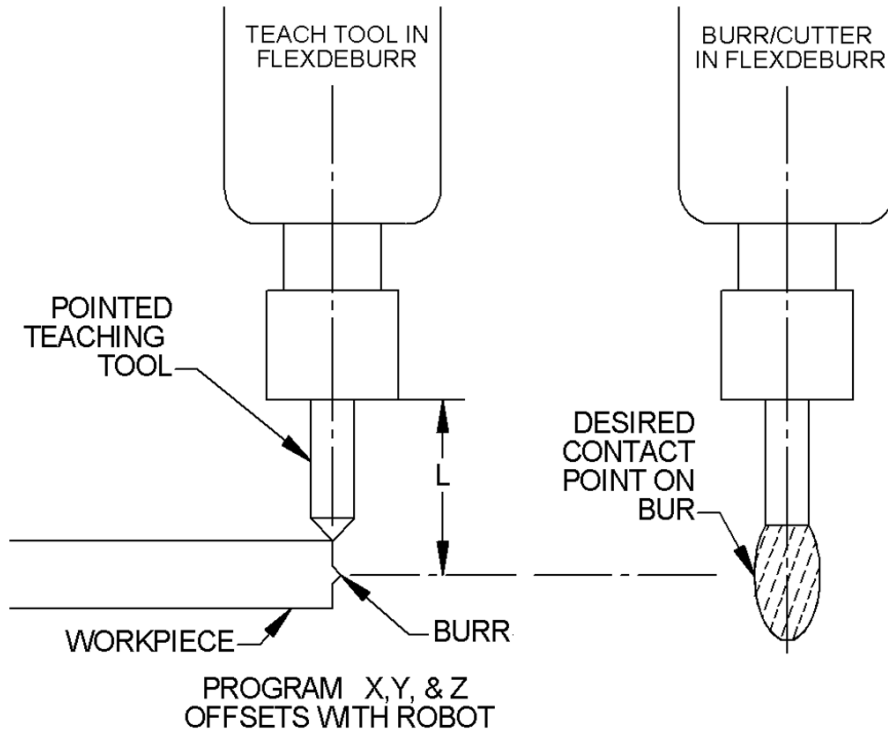 TEACH TOOL IN
FLEXDEBURR
BURR/CUTTER
IN FLEXDEBURR
POINTED
TEACHING
TOOL
L
DESIRED
CONTACT
POINT ON
BUR
WORKPIECE
BURR
PROGRAM X,Y, & Z
OFFSETS WITH ROBOT